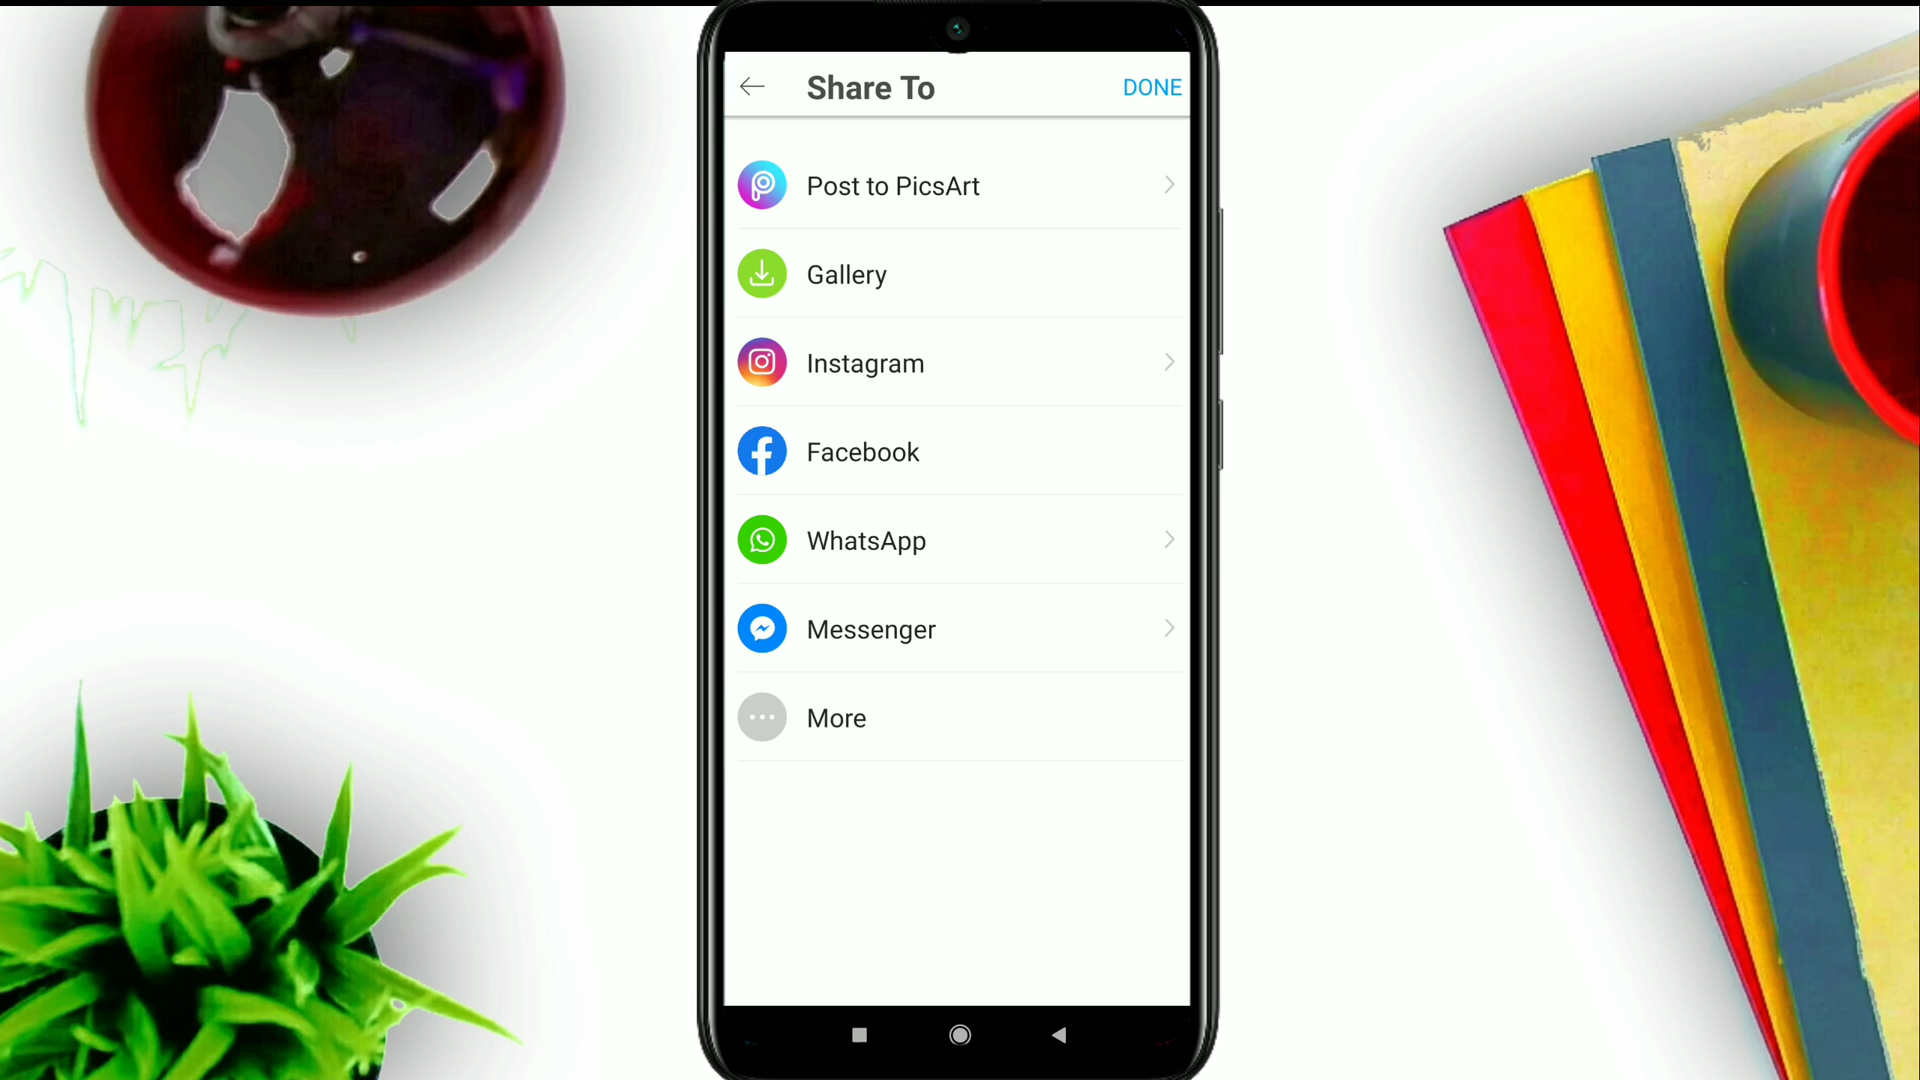 Share To
DONE
Post to PicsArt
Gallery
Instagram
Facebook
WhatsApp
Messenger
More